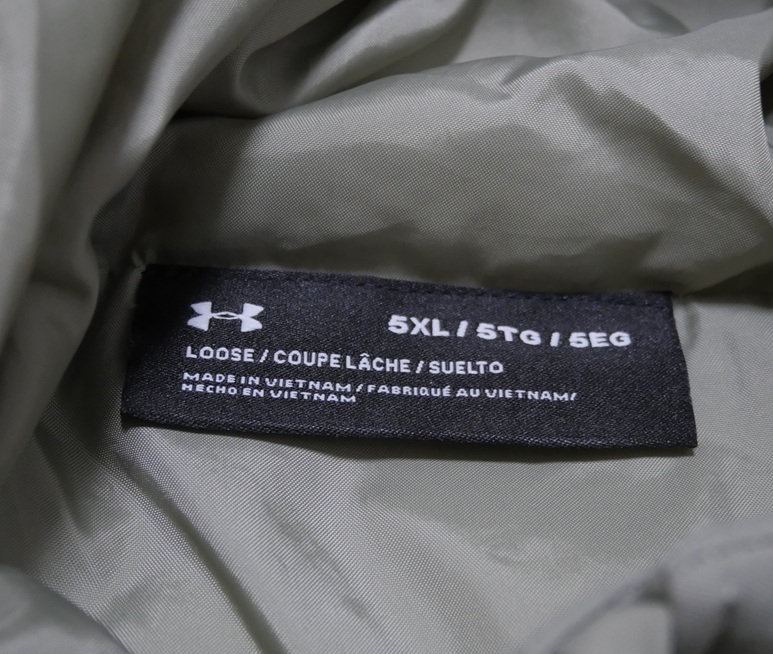 5XL / 5TG / 5EG
LOOSE / COUPE LÂCHE / SUELTO
MADE IN VIETNAM / FABRIQUÉ AU VIETNAM/
HECHO EN VIETNAM